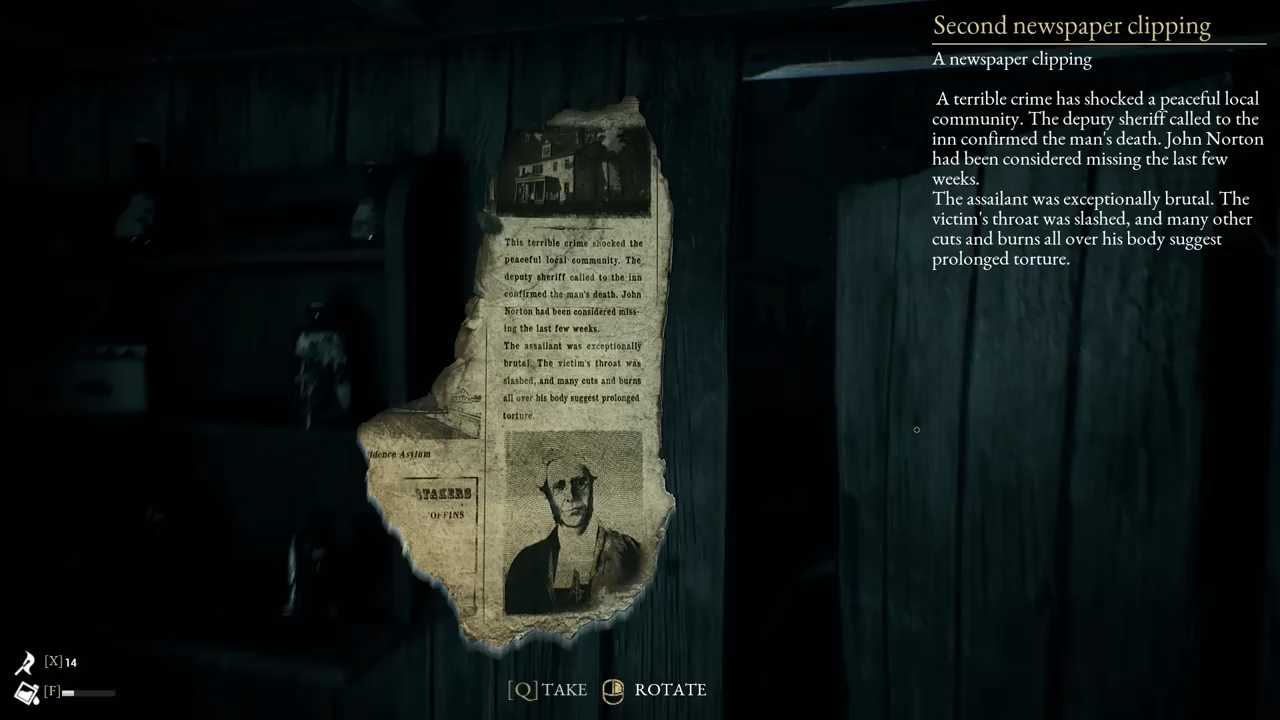 Second newspaper clipping
A newspaper clipping
A terrible crime has shocked a peaceful local
community. The deputy sheriff called to the
inn confirmed the man's death. John Norton
had been considered missing the last few
weeks.
The assailant was exceptionally brutal. The
victim's throat was slashed, and many other
cuts and burns all over his body suggest
prolonged torture.
This terrible crime shocked the
peaceful local community. The
deputy sheriff called to the inn
confirmed the man's death. John
Norton had been considered miss-
ing the last few weeks.
The assailant was exceptionally
brutal. The victim's throat was
slashed, and many cuts and burns
all over his body suggest prolonged
torture.
idence Asylum
TAKERS
OFFINS
[X] 14
[F]
[Q] TAKE ROTATE